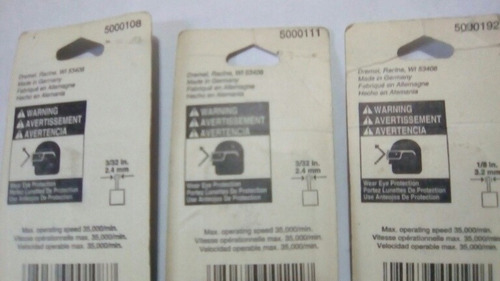 5000108
Dremel, Racine, WI 53406
Made in Germany
Fabriqué en Allemagne
Hecho en Alemania
WARNING
AVERTISSEMENT
AVERTENCIA
3/32 in.
2.4 mm
Wear Eye Protection
Portez Lunettes De Protection
Use Anteojos De Protection
Max. operating speed 35,000/min.
Vitesse opérationnelle max. 35,000/min.
Velocidad operable max. 35,000/min.
5000111
Dremel, Racine, WI 53406
Made in Germany
Fabriqué en Allemagne
Hecho en Alemania
WARNING
AVERTISSEMENT
AVERTENCIA
3/32 in.
2.4 mm
Wear Eye Protection
Portez Lunettes De Protection
Use Anteojos De Protection
Max. operating speed 35,000/min.
Vitesse opérationnelle max. 35,000/min.
Velocidad operable max. 35,000/min.
5000192
Dremel, Racine, WI 53406
Made in Germany
Fabriqué en Allemagne
Hecho en Alemania
WARNING
AVERTISSEMENT
AVERTENCIA
1/8 in.
3.2 mm
Wear Eye Protection
Portez Lunettes De Protection
Use Anteojos De Protection
Max. operating speed 35,000/min.
Vitesse opérationnelle max. 35,000/min.
Velocidad operable max. 35,000/min.